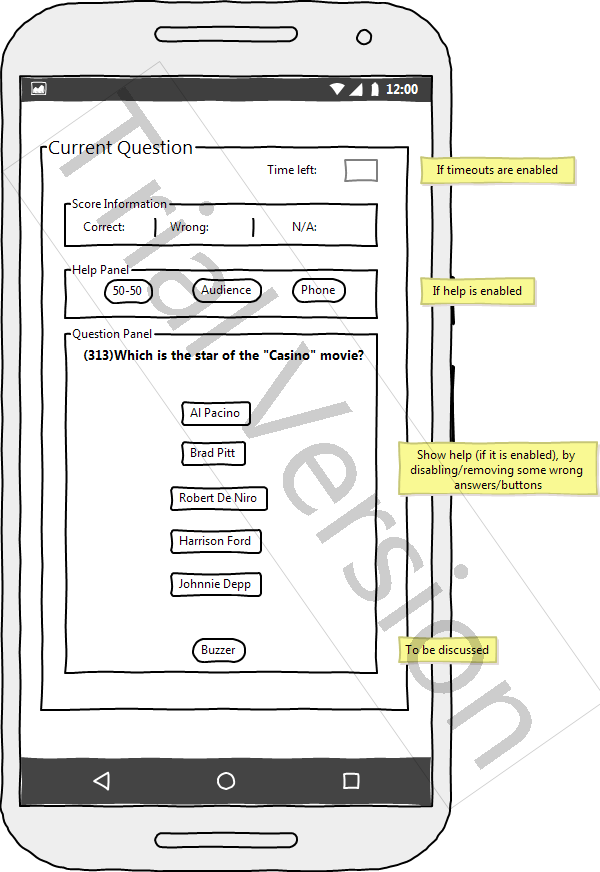 12:00
Current Question
Time left:
If timeouts are enabled
Score Information
Correct:
Wrong:
N/A:
Help Panel
50-50
Audience
Phone
If help is enabled
Question Panel
(313)Which is the star of the "Casino" movie?
Al Pacino
Brad Pitt
Show help (if it is enabled), by
disabling/removing some wrong
answers/buttons
Robert De Niro
Harrison Ford
Johnnie Depp
Buzzer
To be discussed
Trial Version